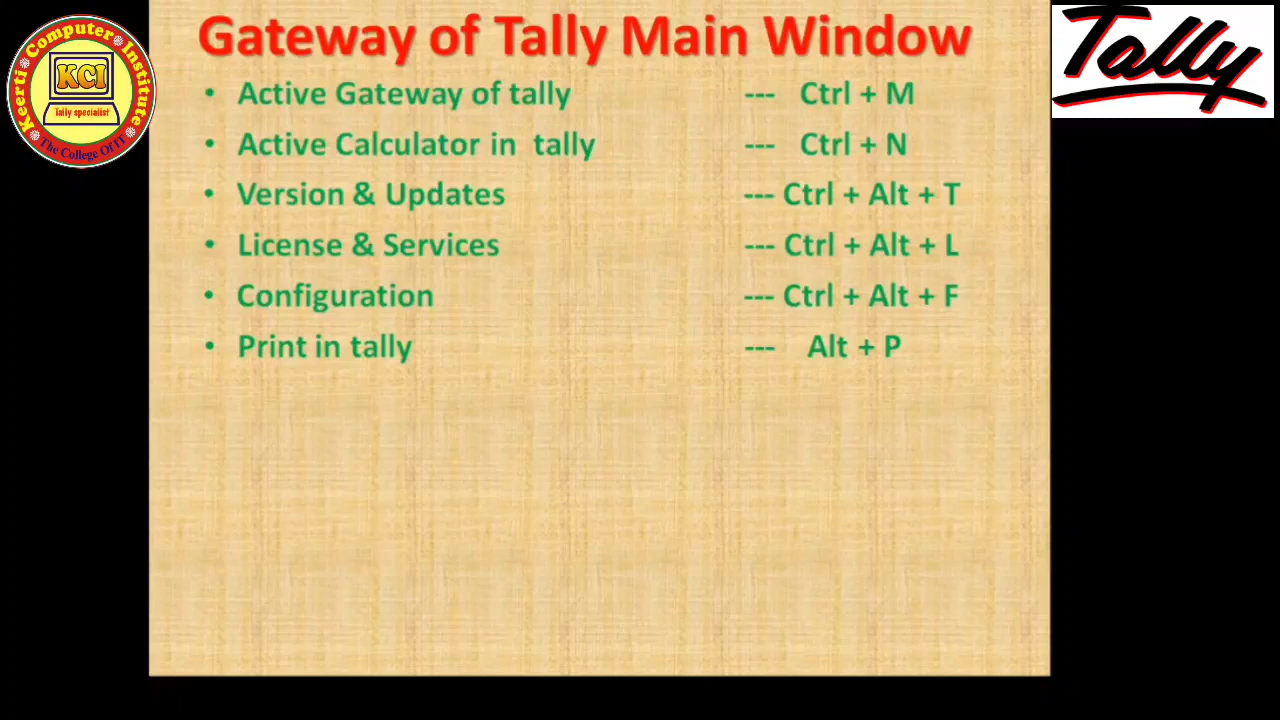 Gateway of Tally Main Window
• Active Gateway of tally --- Ctrl + M
• Active Calculator in tally --- Ctrl + N
• Version & Updates --- Ctrl + Alt + T
• License & Services --- Ctrl + Alt + L
• Configuration --- Ctrl + Alt + F
• Print in tally --- Alt + P
Keerti Computer Institute
KCI
Tally specialist
The College Of IT
Tally